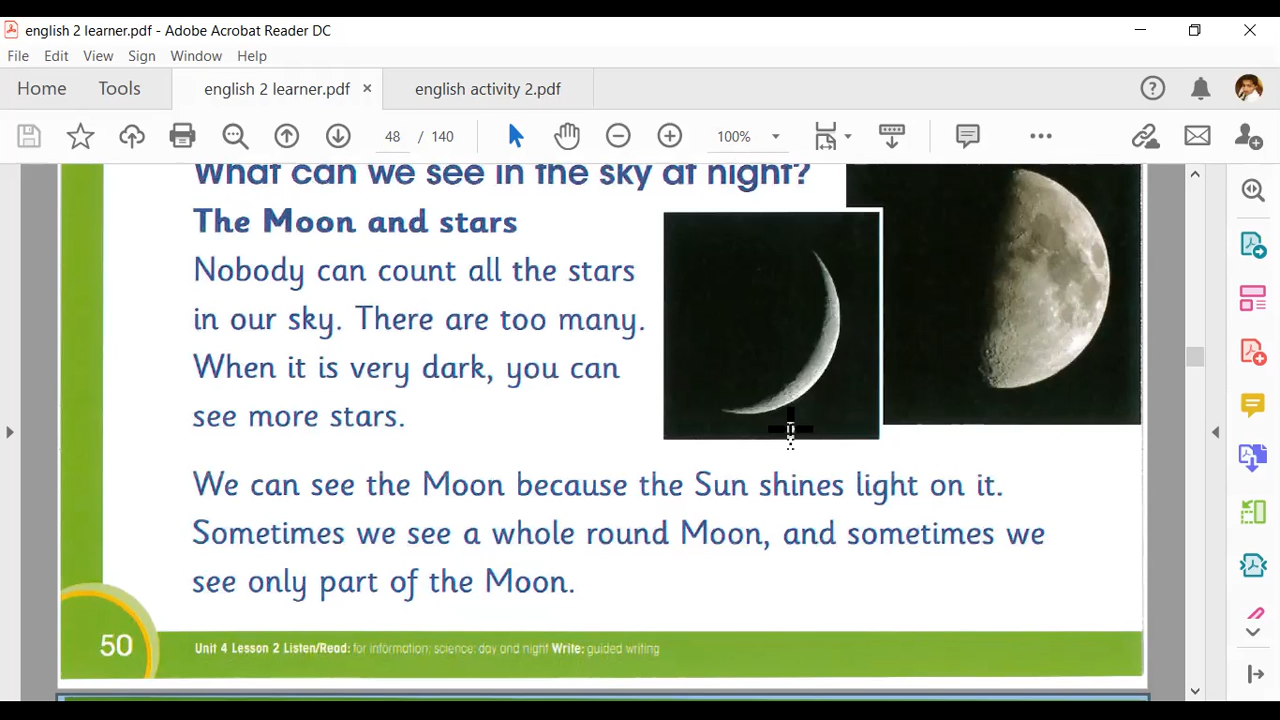 english 2 learner.pdf - Adobe Acrobat Reader DC
File Edit View Sign Window Help
Home Tools english 2 learner.pdf × english activity 2.pdf
48 / 140 100%
What can we see in the sky at night?
The Moon and stars
Nobody can count all the stars
in our sky. There are too many.
When it is very dark, you can
see more stars.
We can see the Moon because the Sun shines light on it.
Sometimes we see a whole round Moon, and sometimes we
see only part of the Moon.
50 Unit 4 Lesson 2 Listen/Read: for information; science: day and night Write: guided writing